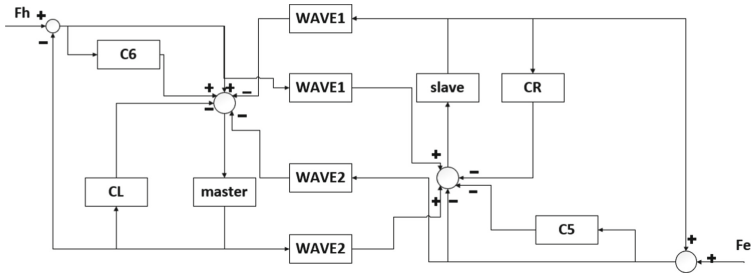 Fh + WAVE1
−
C6
+ + − WAVE1 slave CR
− −
+ −
CL master WAVE2 −
+ −
C5
WAVE2 + Fe
+